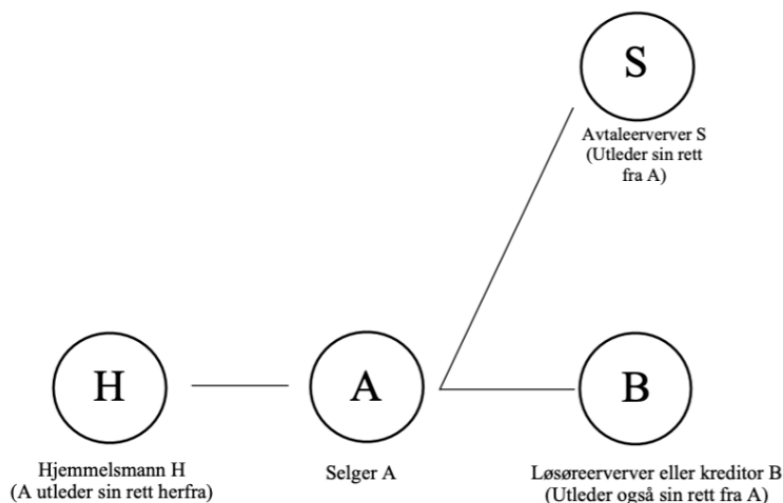 S
Avtaleerverver S
(Utleder sin rett
fra A)
H
A
B
Hjemmelsmann H
(A utleder sin rett herfra)
Selger A
Løsøreerverver eller kreditor B
(Utleder også sin rett fra A)